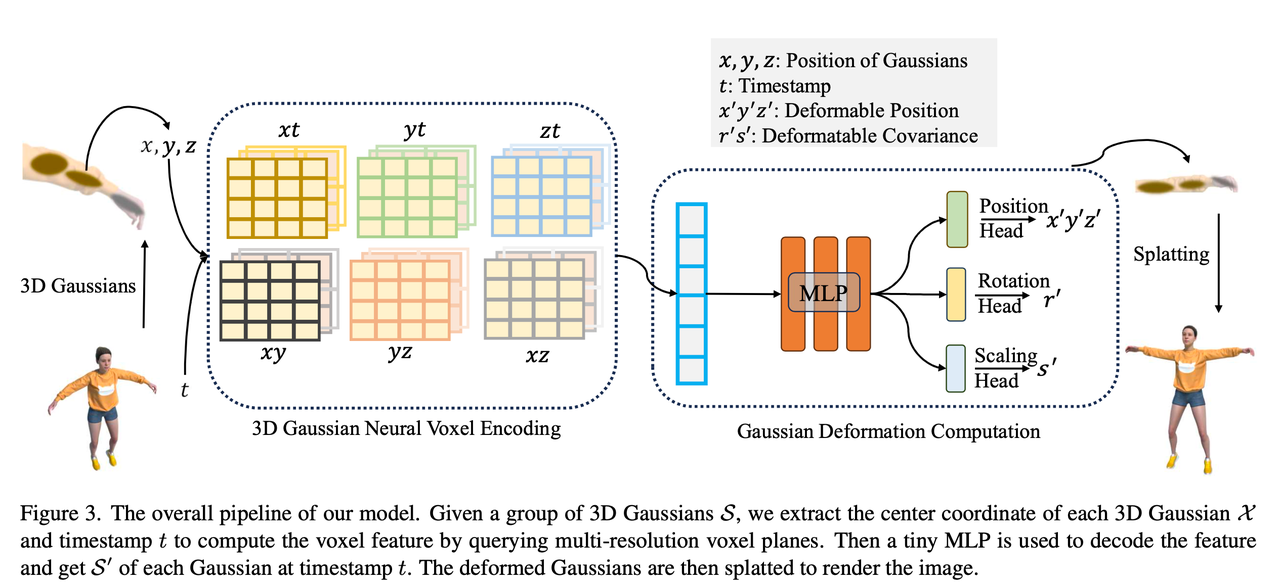 x, y, z: Position of Gaussians
t: Timestamp
x′y′z′: Deformable Position
r′s′: Deformatable Covariance
x, y, z
3D Gaussians
t
xt
yt
zt
xy
yz
xz
3D Gaussian Neural Voxel Encoding
MLP
Position
Head
x′y′z′
Rotation
Head
r′
Scaling
Head
s′
Gaussian Deformation Computation
Splatting
Figure 3. The overall pipeline of our model. Given a group of 3D Gaussians 𝒮, we extract the center coordinate of each 3D Gaussian 𝒳
and timestamp t to compute the voxel feature by querying multi-resolution voxel planes. Then a tiny MLP is used to decode the feature
and get 𝒮′ of each Gaussian at timestamp t. The deformed Gaussians are then splatted to render the image.